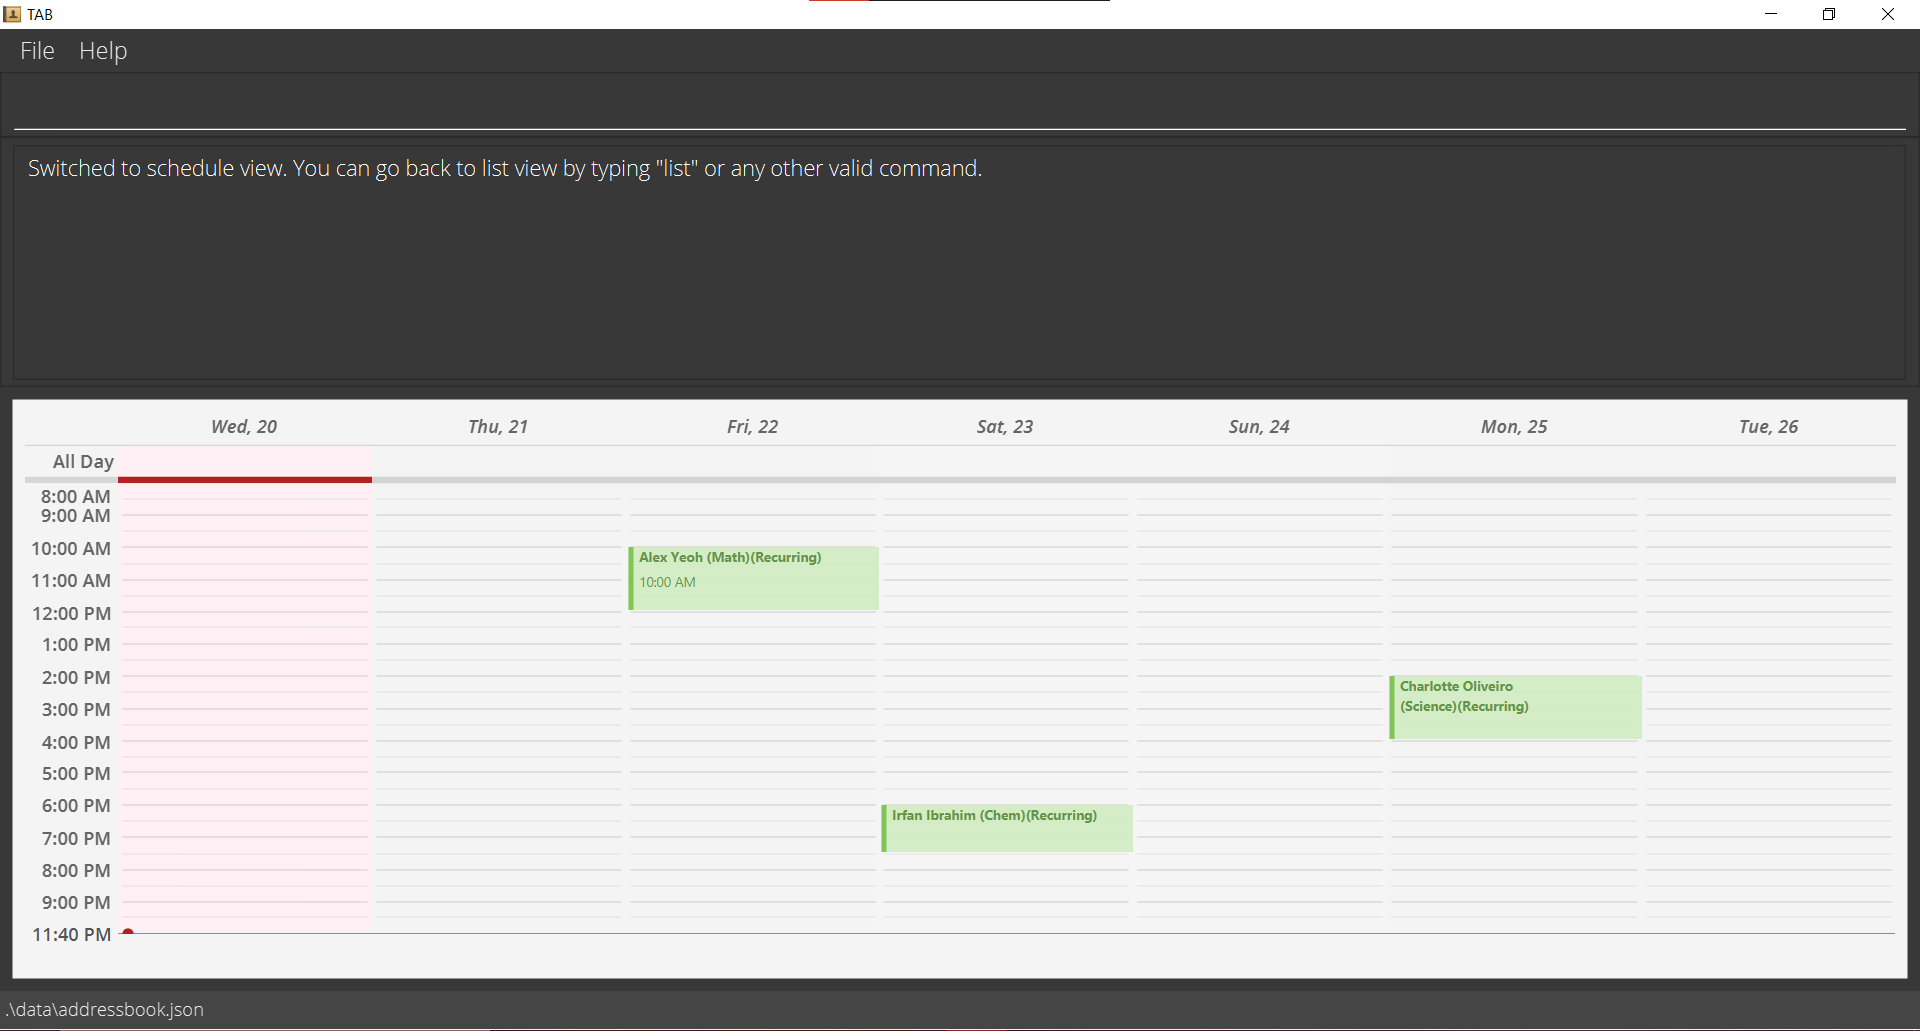 TAB
File Help
Switched to schedule view. You can go back to list view by typing "list" or any other valid command.
Wed, 20 Thu, 21 Fri, 22 Sat, 23 Sun, 24 Mon, 25 Tue, 26
All Day
8:00 AM
9:00 AM
10:00 AM
11:00 AM
12:00 PM
1:00 PM
2:00 PM
3:00 PM
4:00 PM
5:00 PM
6:00 PM
7:00 PM
8:00 PM
9:00 PM
11:40 PM
Alex Yeoh (Math)(Recurring)
10:00 AM
Irfan Ibrahim (Chem)(Recurring)
Charlotte Oliveiro
(Science)(Recurring)
.\data\addressbook.json